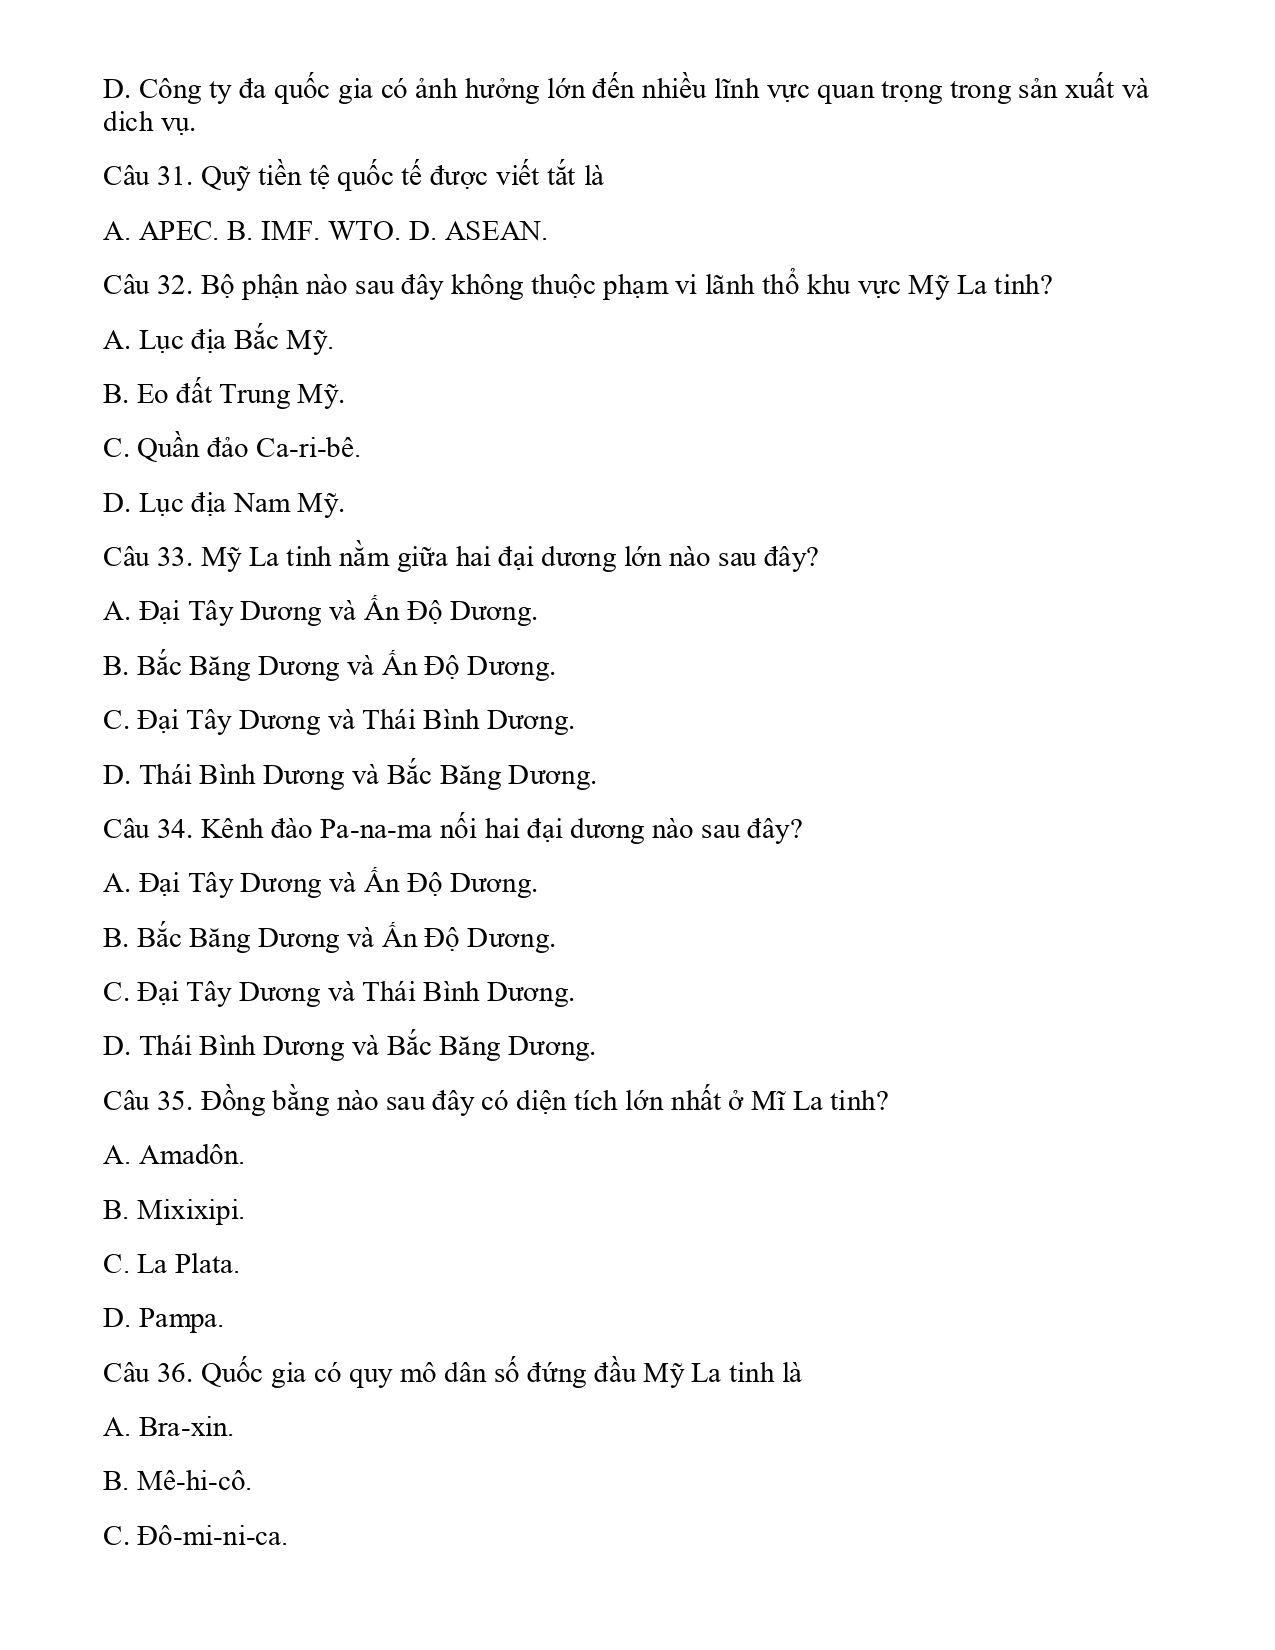 D. Công ty đa quốc gia có ảnh hưởng lớn đến nhiều lĩnh vực quan trọng trong sản xuất và
dich vụ.
Câu 31. Quỹ tiền tệ quốc tế được viết tắt là
A. APEC. B. IMF. WTO. D. ASEAN.
Câu 32. Bộ phận nào sau đây không thuộc phạm vi lãnh thổ khu vực Mỹ La tinh?
A. Lục địa Bắc Mỹ.
B. Eo đất Trung Mỹ.
C. Quần đảo Ca-ri-bê.
D. Lục địa Nam Mỹ.
Câu 33. Mỹ La tinh nằm giữa hai đại dương lớn nào sau đây?
A. Đại Tây Dương và Ấn Độ Dương.
B. Bắc Băng Dương và Ấn Độ Dương.
C. Đại Tây Dương và Thái Bình Dương.
D. Thái Bình Dương và Bắc Băng Dương.
Câu 34. Kênh đào Pa-na-ma nối hai đại dương nào sau đây?
A. Đại Tây Dương và Ấn Độ Dương.
B. Bắc Băng Dương và Ấn Độ Dương.
C. Đại Tây Dương và Thái Bình Dương.
D. Thái Bình Dương và Bắc Băng Dương.
Câu 35. Đồng bằng nào sau đây có diện tích lớn nhất ở Mĩ La tinh?
A. Amadôn.
B. Mixixipi.
C. La Plata.
D. Pampa.
Câu 36. Quốc gia có quy mô dân số đứng đầu Mỹ La tinh là
A. Bra-xin.
B. Mê-hi-cô.
C. Đô-mi-ni-ca.